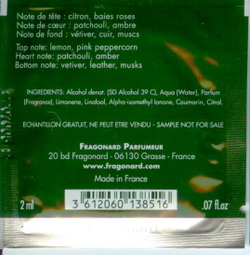 Note de tête : citron, baies roses
Note de cœur : patchouli, ambre
Note de fond : vétiver, cuir, muscs
Top note: lemon, pink peppercorn
Heart note: patchouli, amber
Bottom note: vetiver, leather, musks
INGREDIENTS: Alcohol denat. (SD Alcohol 39 C), Aqua (Water), Parfum
(Fragrance), Limonene, Linalool, Alpha-isomethyl Ionone, Coumarin, Citral.
ECHANTILLON GRATUIT, NE PEUT ETRE VENDU - SAMPLE NOT FOR SALE
FRAGONARD PARFUMEUR
20 bd Fragonard - 06130 Grasse - France
www.fragonard.com
Made in France
2 ml
3 612060 138516
.07 fl.oz